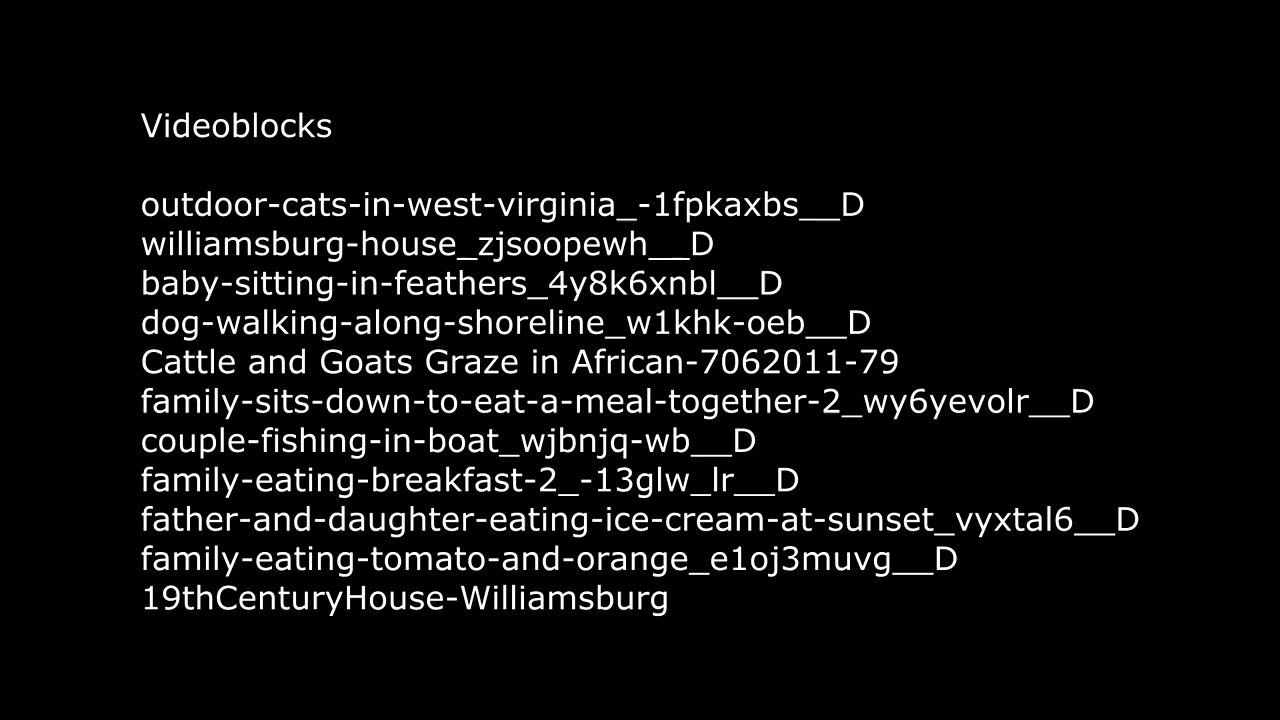 Videoblocks
outdoor-cats-in-west-virginia_-1fpkaxbs__D
williamsburg-house_zjsoopewh__D
baby-sitting-in-feathers_4y8k6xnbl__D
dog-walking-along-shoreline_w1khk-oeb__D
Cattle and Goats Graze in African-7062011-79
family-sits-down-to-eat-a-meal-together-2_wy6yevolr__D
couple-fishing-in-boat_wjbnjq-wb__D
family-eating-breakfast-2_-13glw_lr__D
father-and-daughter-eating-ice-cream-at-sunset_vyxtal6__D
family-eating-tomato-and-orange_e1oj3muvg__D
19thCenturyHouse-Williamsburg